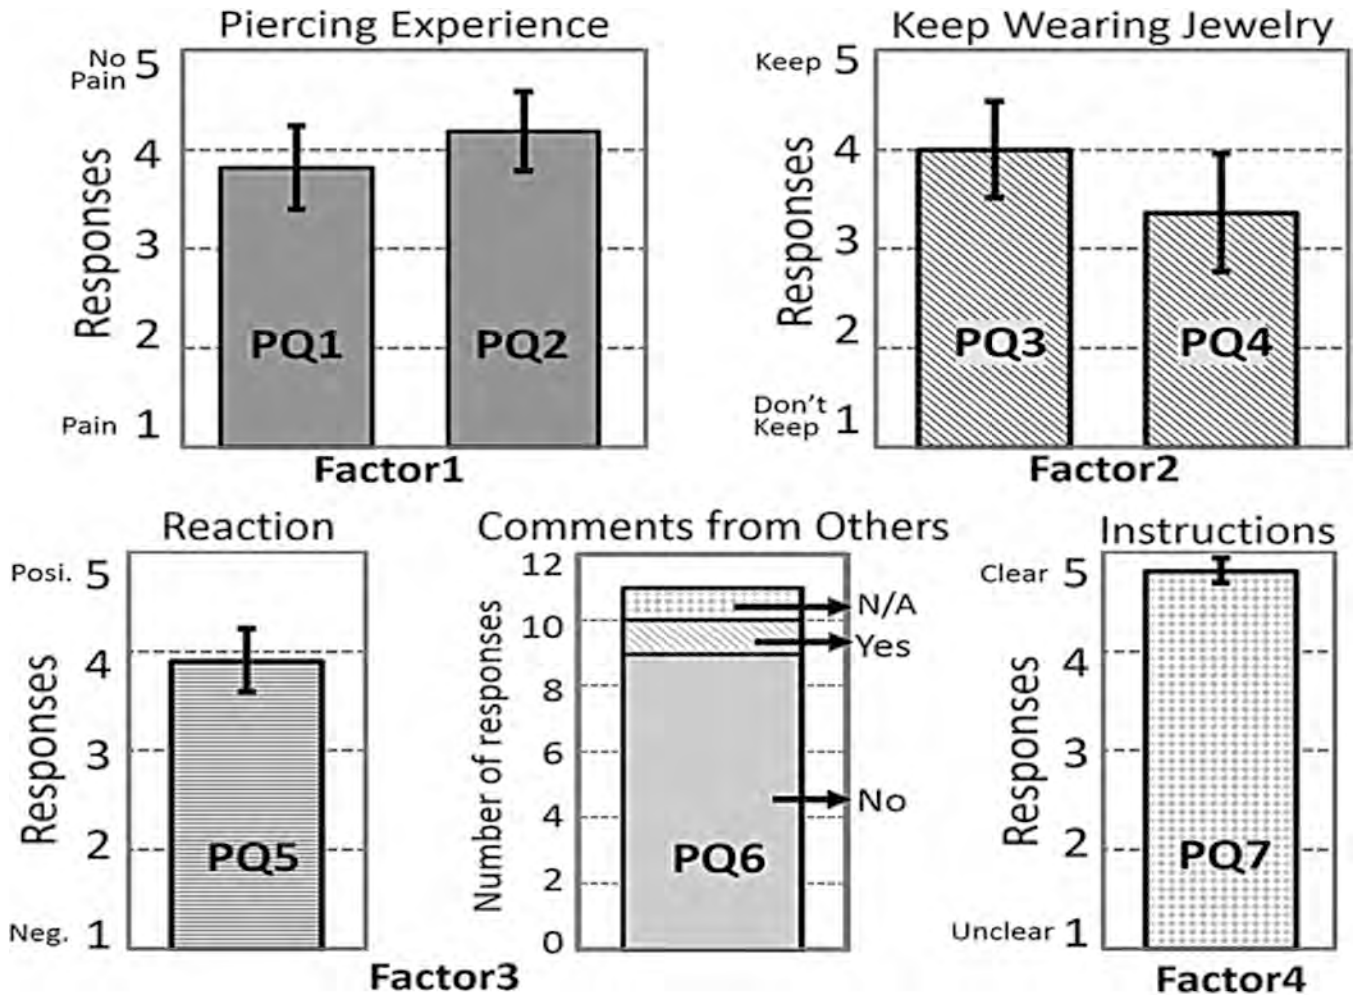 Piercing Experience
No
Pain 5
4
3
2
Pain 1
Responses
PQ1
PQ2
Factor1
Keep Wearing Jewelry
Keep 5
4
3
2
Don't
Keep 1
Responses
PQ3
PQ4
Factor2
Reaction
Posi. 5
4
3
2
Neg. 1
Responses
PQ5
Comments from Others
12
10
8
6
4
2
0
Number of responses
N/A
Yes
No
PQ6
Factor3
Instructions
Clear 5
4
3
2
Unclear 1
Responses
PQ7
Factor4